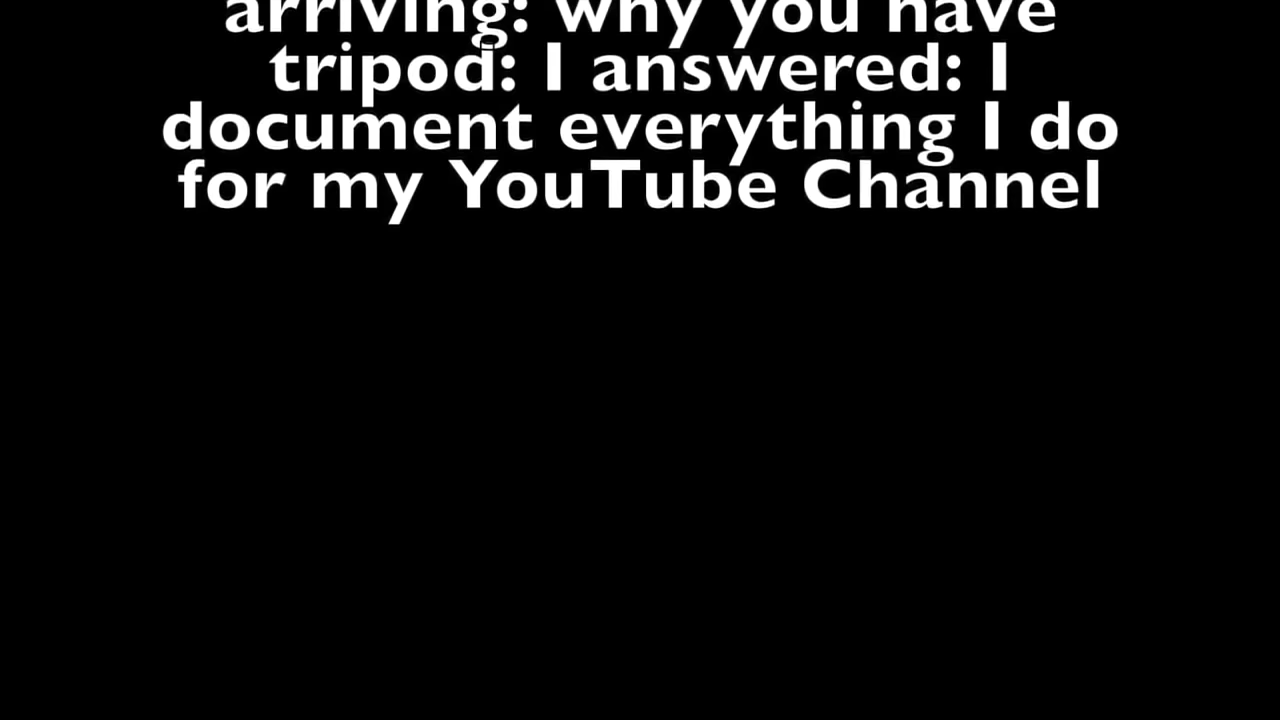 arriving: why you have
tripod: I answered: I
document everything I do
for my YouTube Channel